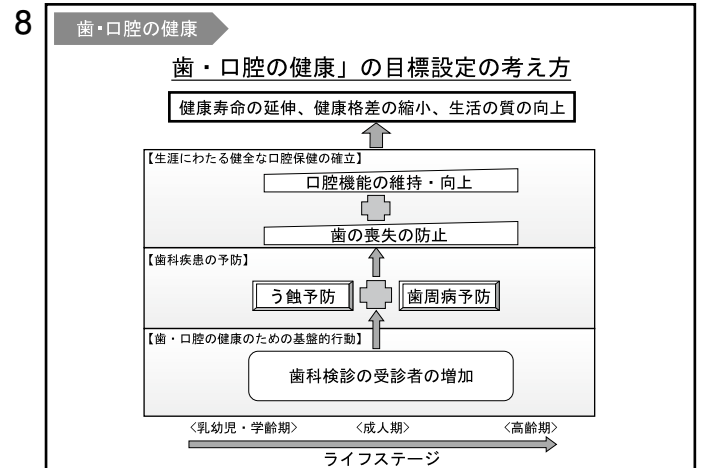 8
歯・口腔の健康
歯・口腔の健康」の目標設定の考え方
健康寿命の延伸、健康格差の縮小、生活の質の向上
【生涯にわたる健全な口腔保健の確立】
口腔機能の維持・向上
歯の喪失の防止
【歯科疾患の予防】
う蝕予防
歯周病予防
【歯・口腔の健康のための基盤的行動】
歯科検診の受診者の増加
〈乳幼児・学齢期〉 〈成人期〉 〈高齢期〉
ライフステージ